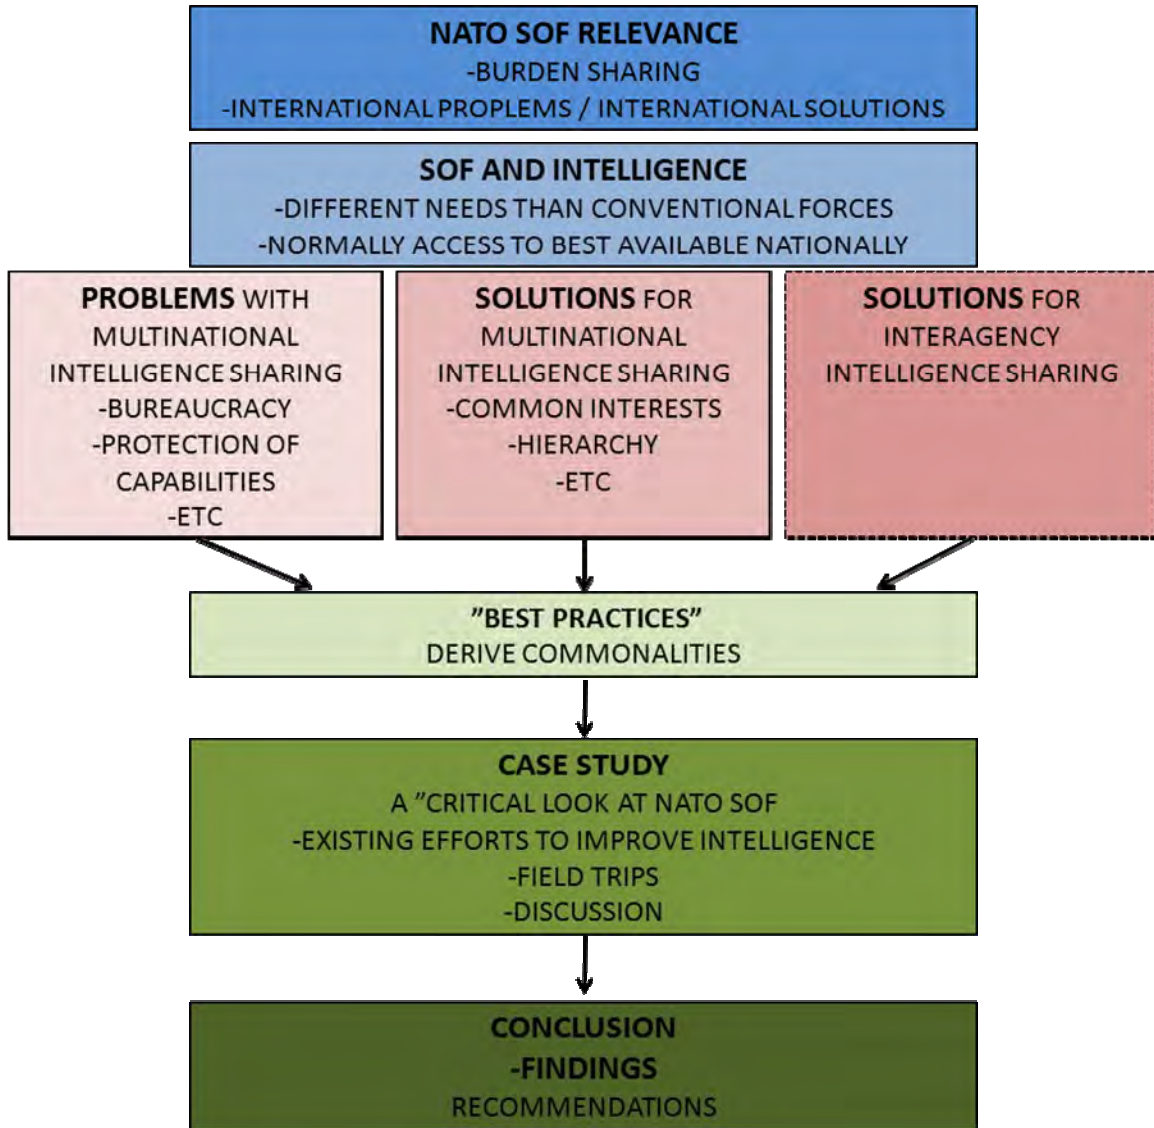 NATO SOF RELEVANCE
-BURDEN SHARING
-INTERNATIONAL PROPLEMS / INTERNATIONAL SOLUTIONS
SOF AND INTELLIGENCE
-DIFFERENT NEEDS THAN CONVENTIONAL FORCES
-NORMALLY ACCESS TO BEST AVAILABLE NATIONALLY
PROBLEMS WITH
MULTINATIONAL
INTELLIGENCE SHARING
-BUREAUCRACY
-PROTECTION OF
CAPABILITIES
-ETC
SOLUTIONS FOR
MULTINATIONAL
INTELLIGENCE SHARING
-COMMON INTERESTS
-HIERARCHY
-ETC
SOLUTIONS FOR
INTERAGENCY
INTELLIGENCE SHARING
”BEST PRACTICES”
DERIVE COMMONALITIES
CASE STUDY
A ”CRITICAL LOOK AT NATO SOF
-EXISTING EFFORTS TO IMPROVE INTELLIGENCE
-FIELD TRIPS
-DISCUSSION
CONCLUSION
-FINDINGS
RECOMMENDATIONS